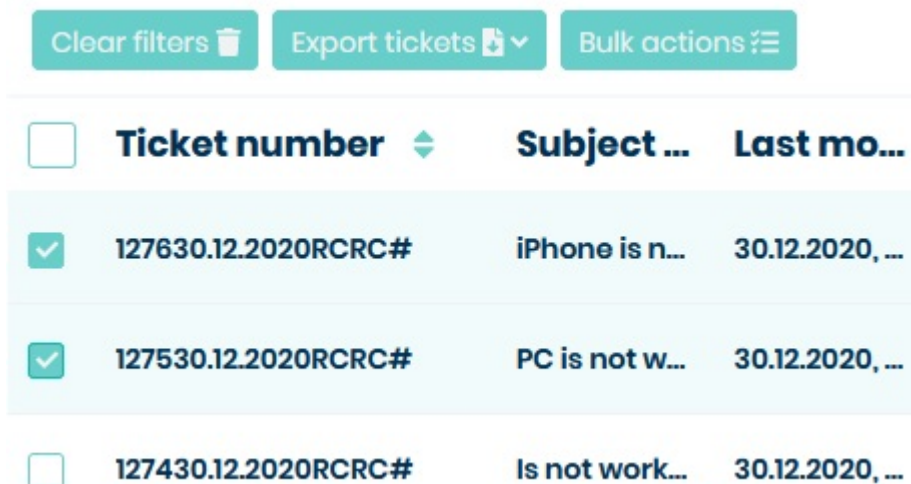 Clear filters Export tickets Bulk actions
Ticket number Subject ... Last mo...
127630.12.2020RCRC# iPhone is n... 30.12.2020, ...
127530.12.2020RCRC# PC is not w... 30.12.2020, ...
127430.12.2020RCRC# Is not work... 30.12.2020, ...